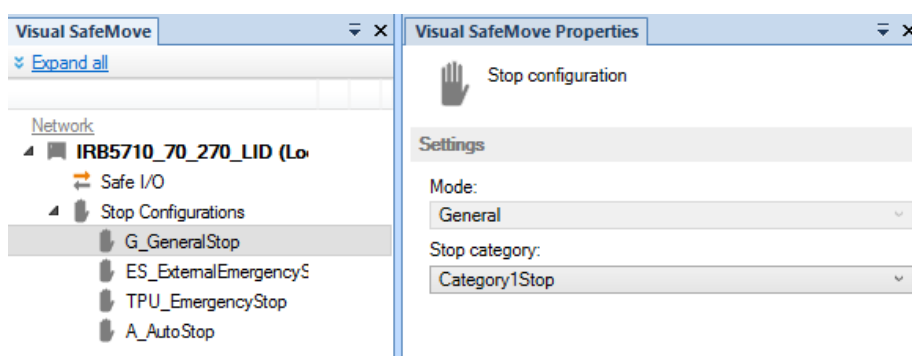 Visual SafeMove
Expand all
Network
IRB5710_70_270_LID (Lo
Safe I/O
Stop Configurations
G_GeneralStop
ES_ExternalEmergencyS
TPU_EmergencyStop
A_AutoStop
Visual SafeMove Properties
Stop configuration
Settings
Mode:
General
Stop category:
Category1Stop